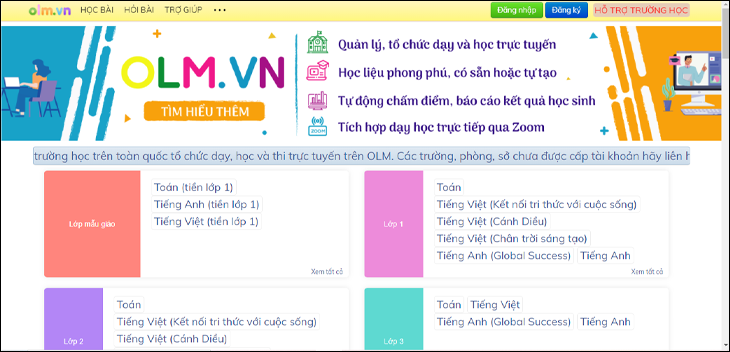 olm.vn HỌC BÀI HỎI BÀI TRỢ GIÚP ••• Đăng nhập Đăng ký HỖ TRỢ TRƯỜNG HỌC
OLM.VN
TÌM HIỂU THÊM
Quản lý, tổ chức dạy và học trực tuyến
Học liệu phong phú, có sẵn hoặc tự tạo
Tự động chấm điểm, báo cáo kết quả học sinh
ZOOM
Tích hợp dạy học trực tiếp qua Zoom
trường học trên toàn quốc tổ chức dạy, học và thi trực tuyến trên OLM. Các trường, phòng, sở chưa được cấp tài khoản hãy liên h
Lớp mẫu giáo
Toán (tiền lớp 1)
Tiếng Anh (tiền lớp 1)
Tiếng Việt (tiền lớp 1)
Xem tất cả
Lớp 1
Toán
Tiếng Việt (Kết nối tri thức với cuộc sống)
Tiếng Việt (Cánh Diều)
Tiếng Việt (Chân trời sáng tạo)
Tiếng Anh (Global Success) Tiếng Anh
Xem tất cả
Lớp 2
Toán
Tiếng Việt (Kết nối tri thức với cuộc sống)
Tiếng Việt (Cánh Diều)
Lớp 3
Toán Tiếng Việt
Tiếng Anh (Global Success) Tiếng Anh